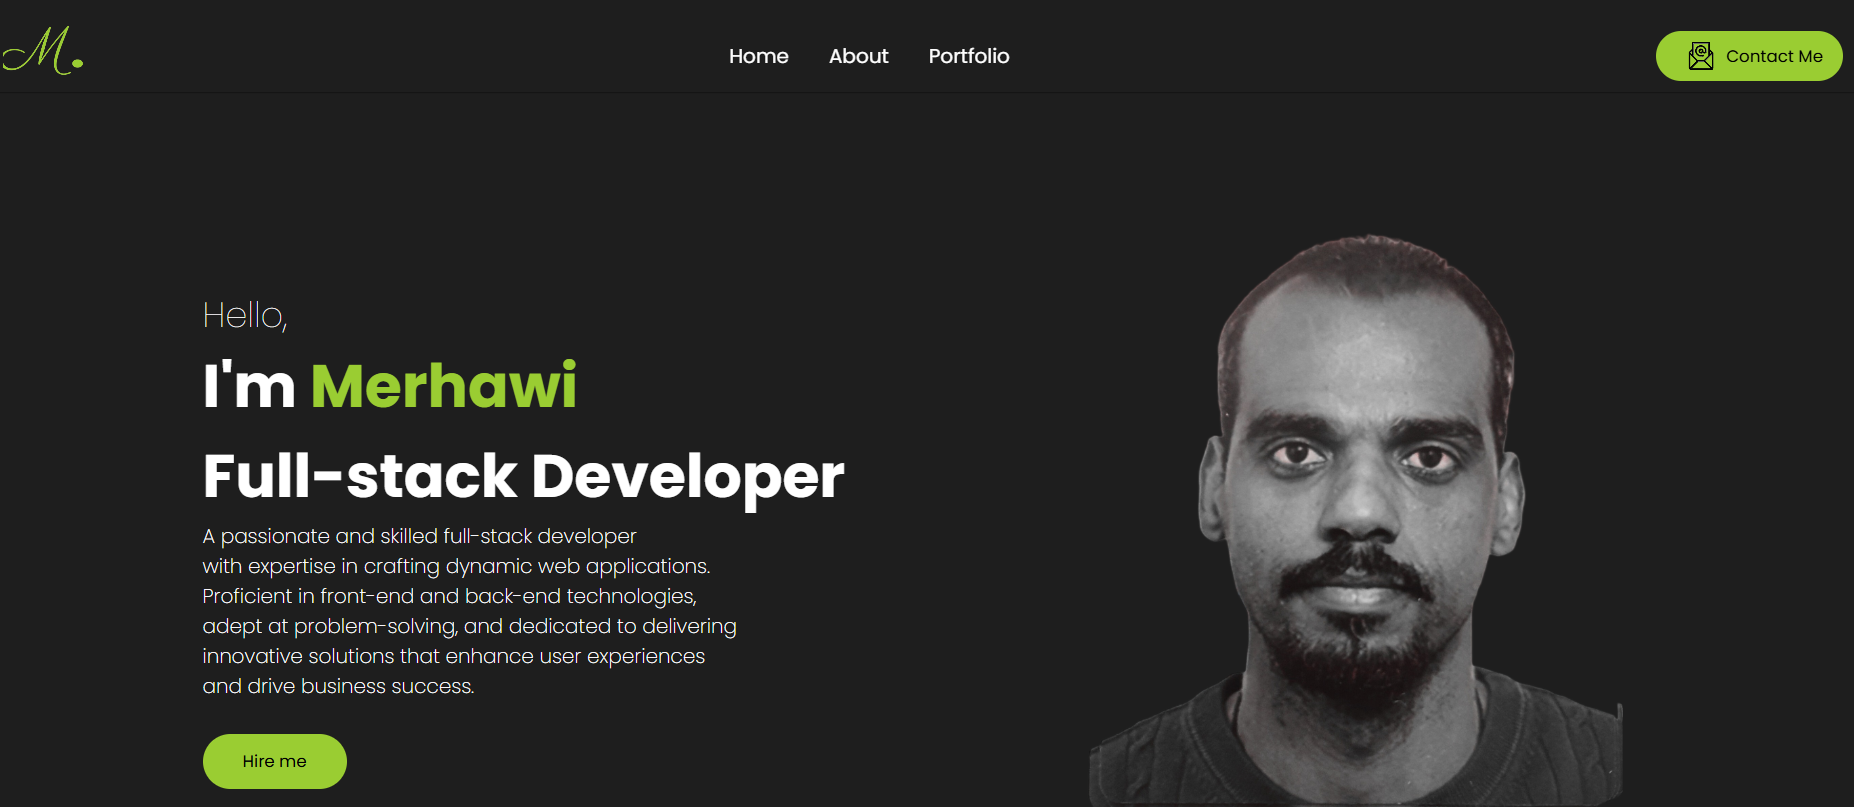 M.
Home About Portfolio
Contact Me
Hello,
I'm Merhawi
Full-stack Developer
A passionate and skilled full-stack developer
with expertise in crafting dynamic web applications.
Proficient in front-end and back-end technologies,
adept at problem-solving, and dedicated to delivering
innovative solutions that enhance user experiences
and drive business success.
Hire me